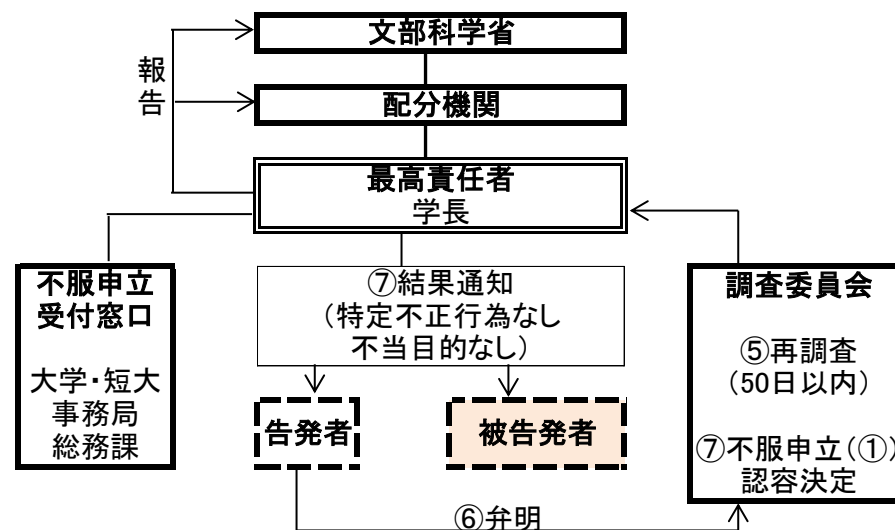 文部科学省
報告
配分機関
最高責任者
学長
不服申立
受付窓口
大学・短大
事務局
総務課
⑦結果通知
(特定不正行為なし
不当目的なし)
告発者
被告発者
調査委員会
⑤再調査
(50日以内)
⑦不服申立(①)
認容決定
⑥弁明